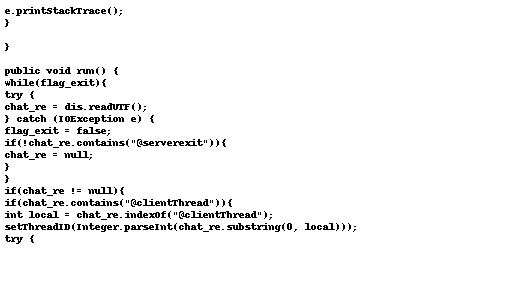 e.printStackTrace();
}
}
public void run() {
while(flag_exit){
try {
chat_re = dis.readUTF();
} catch (IOException e) {
flag_exit = false;
if(!chat_re.contains("@serverexit")){
chat_re = null;
}
}
if(chat_re != null){
if(chat_re.contains("@clientThread")){
int local = chat_re.indexOf("@clientThread");
setThreadID(Integer.parseInt(chat_re.substring(0, local)));
try {